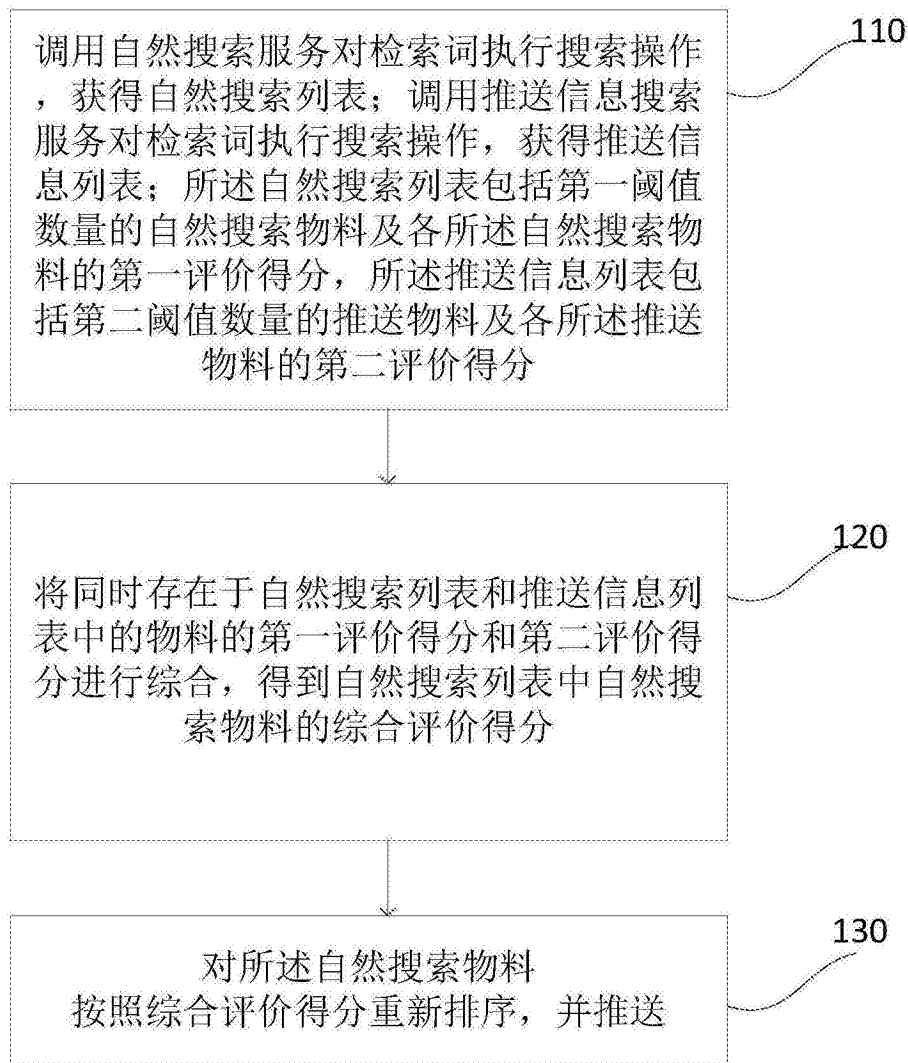 调用自然搜索服务对检索词执行搜索操作
，获得自然搜索列表；调用推送信息搜索
服务对检索词执行搜索操作，获得推送信
息列表；所述自然搜索列表包括第一阈值
数量的自然搜索物料及各所述自然搜索物
料的第一评价得分，所述推送信息列表包
括第二阈值数量的推送物料及各所述推送
物料的第二评价得分
110
将同时存在于自然搜索列表和推送信息列
表中的物料的第一评价得分和第二评价得
分进行综合，得到自然搜索列表中自然搜
索物料的综合评价得分
120
对所述自然搜索物料
按照综合评价得分重新排序，并推送
130